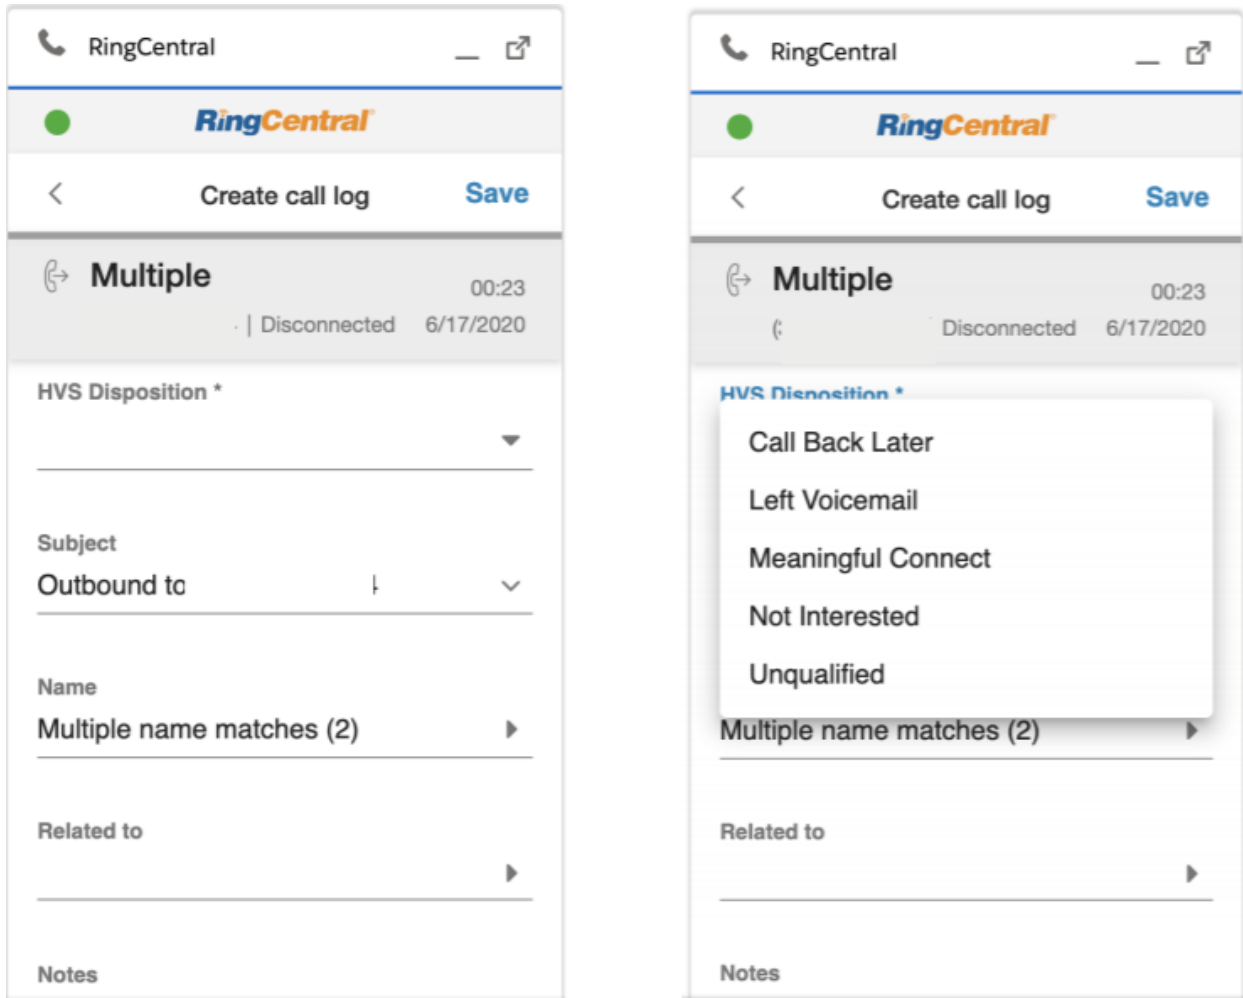 RingCentral
RingCentral
Create call log
Save
Multiple
00:23
| Disconnected
6/17/2020
HVS Disposition *
Subject
Outbound to
Name
Multiple name matches (2)
Related to
Notes
RingCentral
RingCentral
Create call log
Save
Multiple
00:23
Disconnected
6/17/2020
HVS Disposition *
Call Back Later
Left Voicemail
Meaningful Connect
Not Interested
Unqualified
Multiple name matches (2)
Related to
Notes